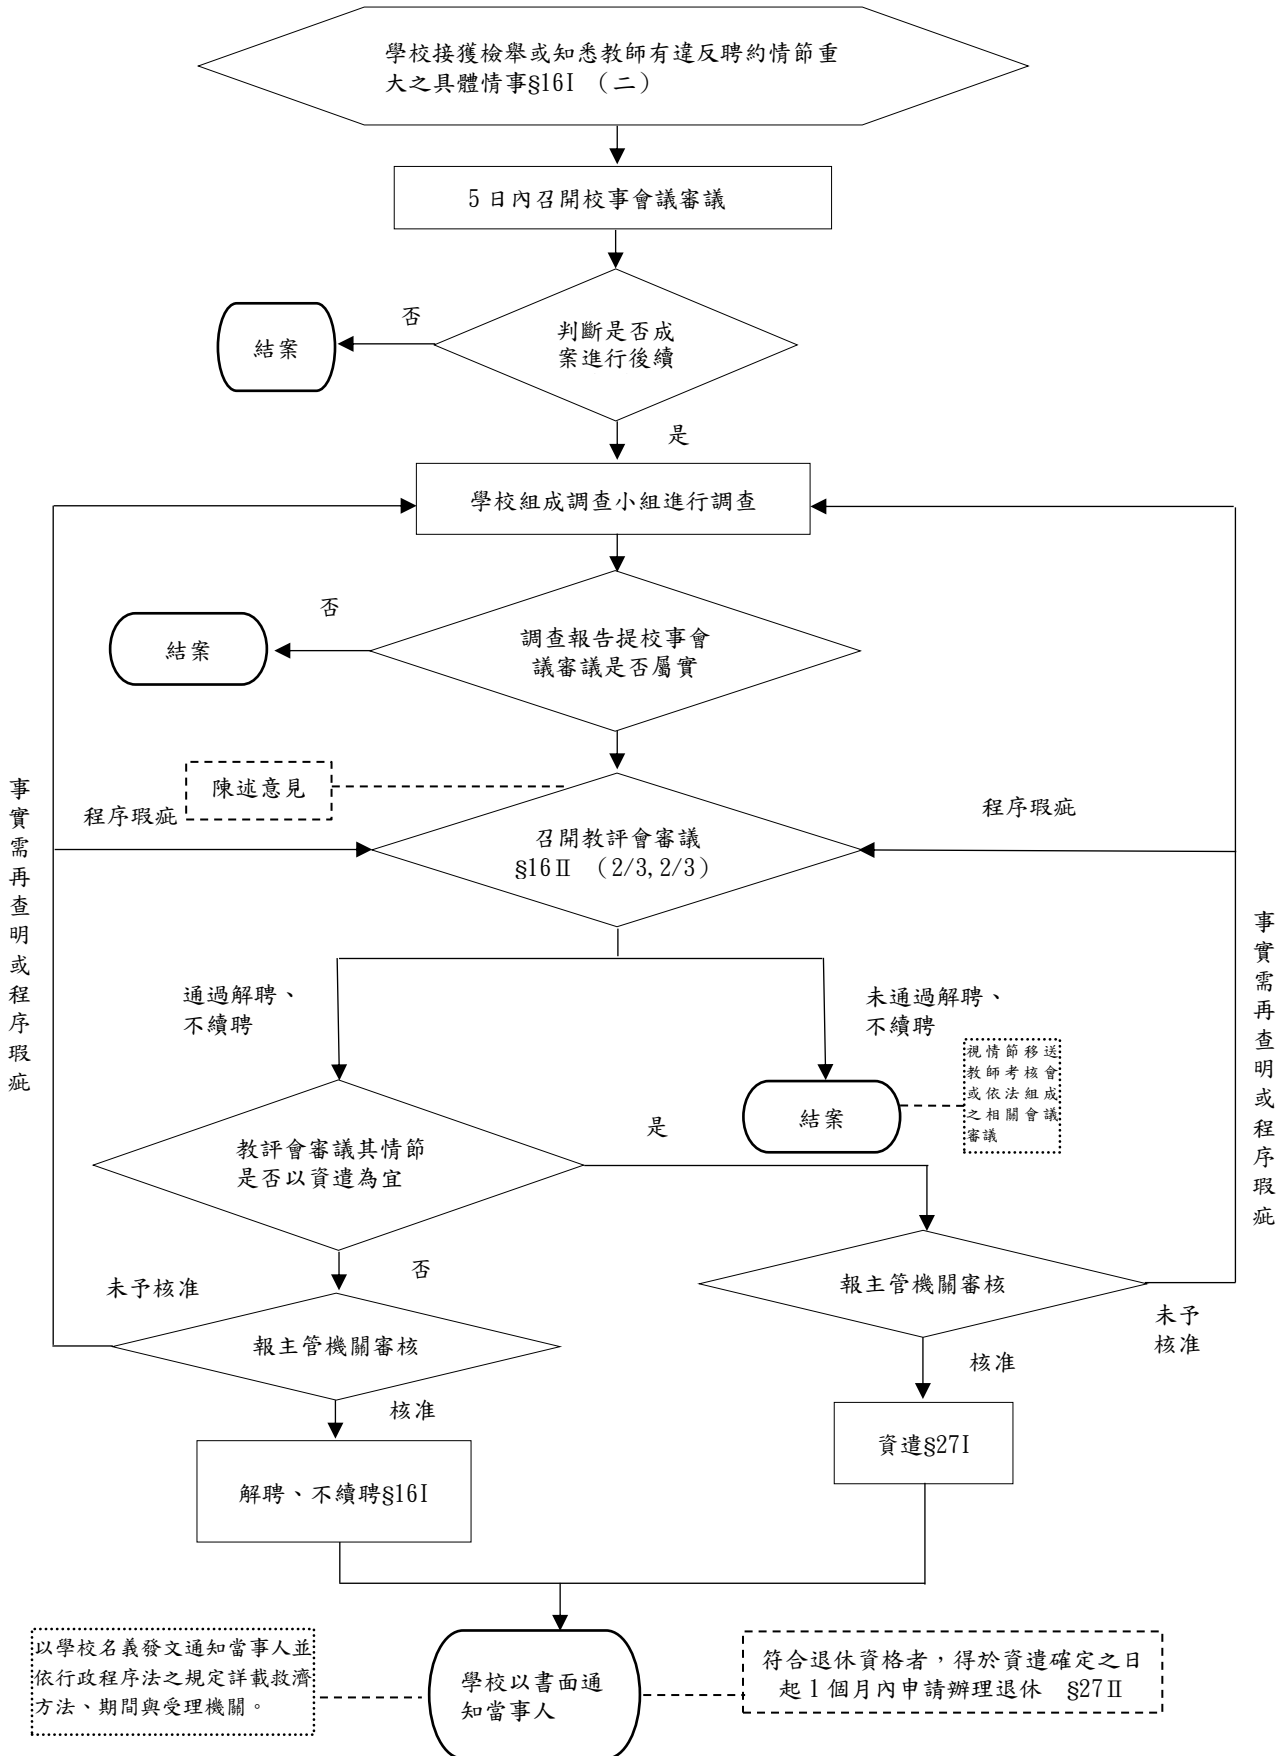 學校接獲檢舉或知悉教師有違反聘約情節重
大之具體情事§16I （二）
5 日內召開校事會議審議
否
結案
判斷是否成
案進行後續
是
學校組成調查小組進行調查
否
結案
調查報告提校事會
議審議是否屬實
事實需再查明或程序瑕疵
陳述意見
程序瑕疵
程序瑕疵
召開教評會審議
§16Ⅱ （2/3,2/3）
事實需再查明或程序瑕疵
通過解聘、
不續聘
未通過解聘、
不續聘
視情節移送
教師考核會
或依法組成
之相關會議
審議
結案
是
教評會審議其情節
是否以資遣為宜
否
未予核准
報主管機關審核
報主管機關審核
未予
核准
核准
核准
資遣§27I
解聘、不續聘§16I
以學校名義發文通知當事人並
依行政程序法之規定詳載救濟
方法、期間與受理機關。
學校以書面通
知當事人
符合退休資格者，得於資遣確定之日
起 1 個月內申請辦理退休 §27Ⅱ